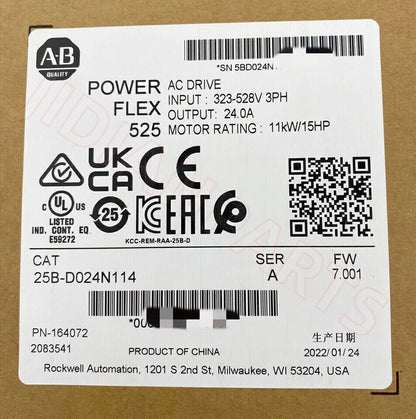 A-B
QUALITY
*SN 5BD024N
POWER
FLEX
525
AC DRIVE
INPUT : 323-528V 3PH
OUTPUT: 24.0A
MOTOR RATING : 11kW/15HP
UK
CA
CE
C UL US
LISTED
IND. CONT. EQ.
E59272
25
EAC
KCC-REM-RAA-25B-D
CAT
25B-D024N114
SER
A
FW
7.001
*000
PN-164072
2083541
PRODUCT OF CHINA
生产日期
2022/01/24
Rockwell Automation, 1201 S 2nd St, Milwaukee, WI 53204, USA